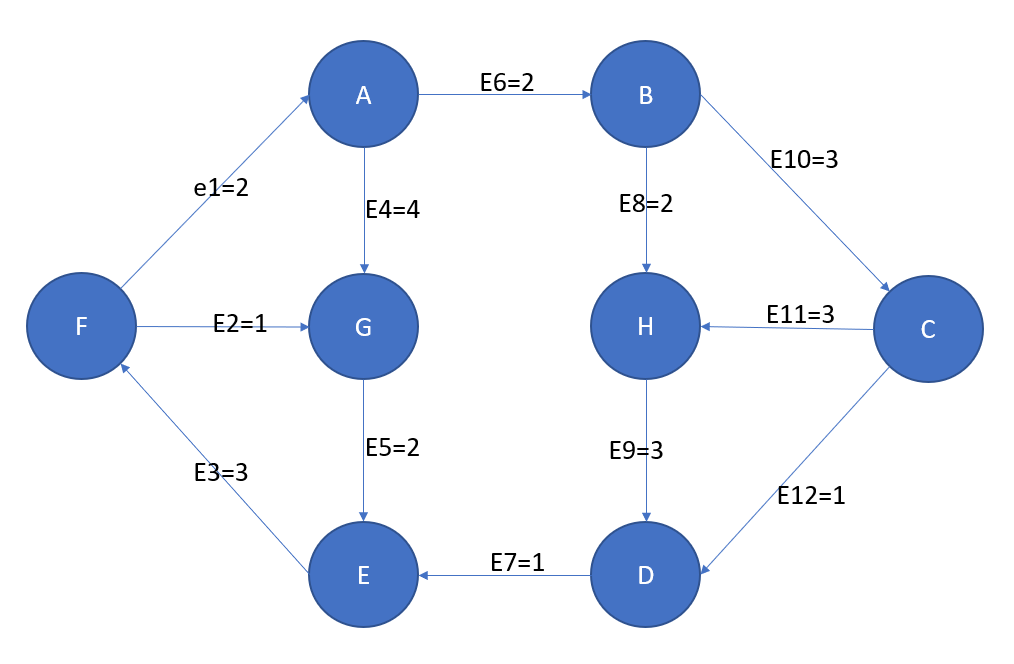 A
E6=2
B
E10=3
e1=2
E4=4
E8=2
F
E2=1
G
H
E11=3
C
E3=3
E5=2
E9=3
E12=1
E
E7=1
D